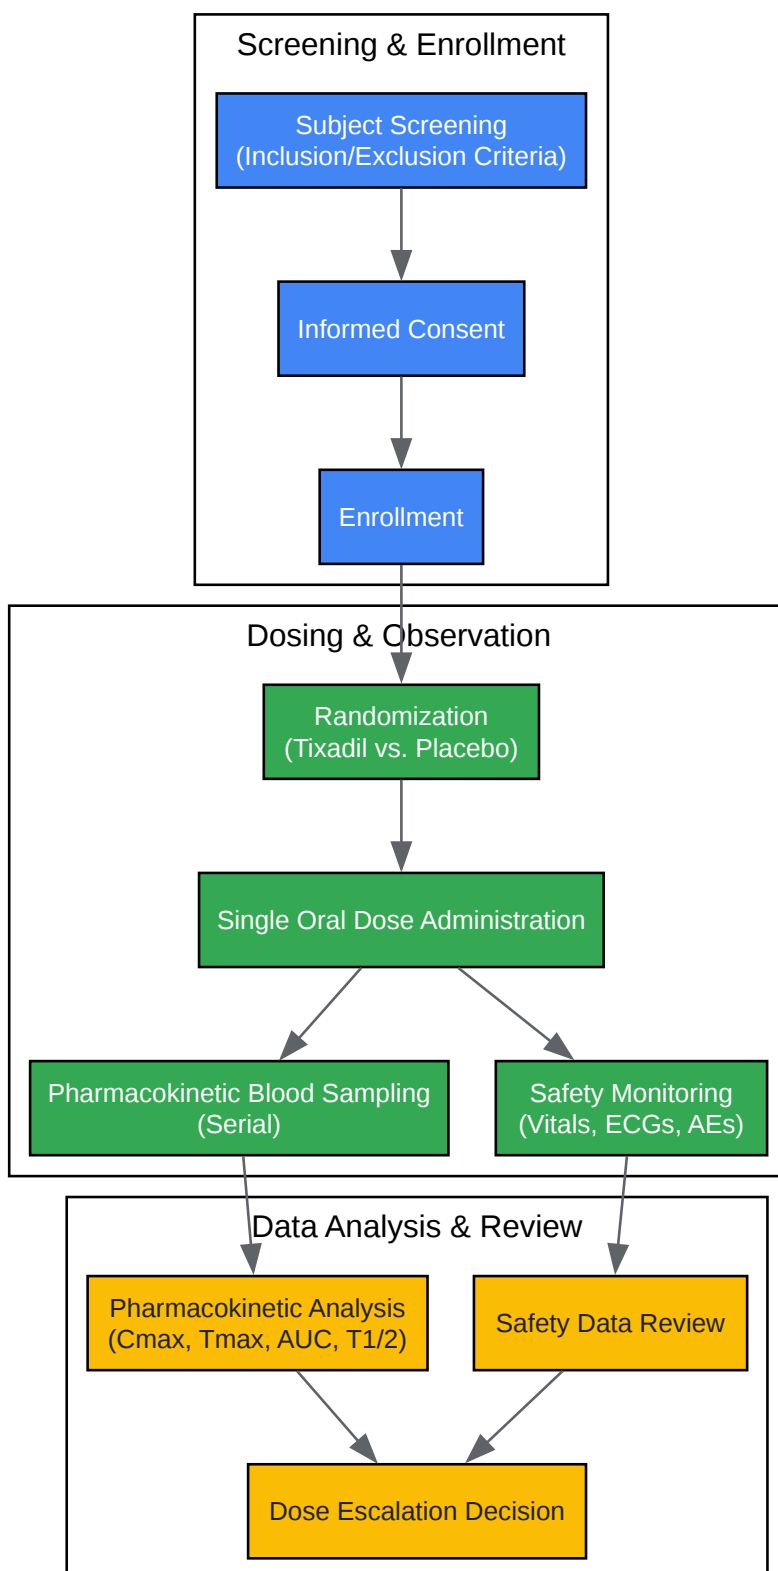 Screening & Enrollment
Subject Screening
(Inclusion/Exclusion Criteria)
Informed Consent
Enrollment
Dosing & Observation
Randomization
(Tixadil vs. Placebo)
Single Oral Dose Administration
Pharmacokinetic Blood Sampling
(Serial)
Safety Monitoring
(Vitals, ECGs, AEs)
Data Analysis & Review
Pharmacokinetic Analysis
(Cmax, Tmax, AUC, T1/2)
Safety Data Review
Dose Escalation Decision